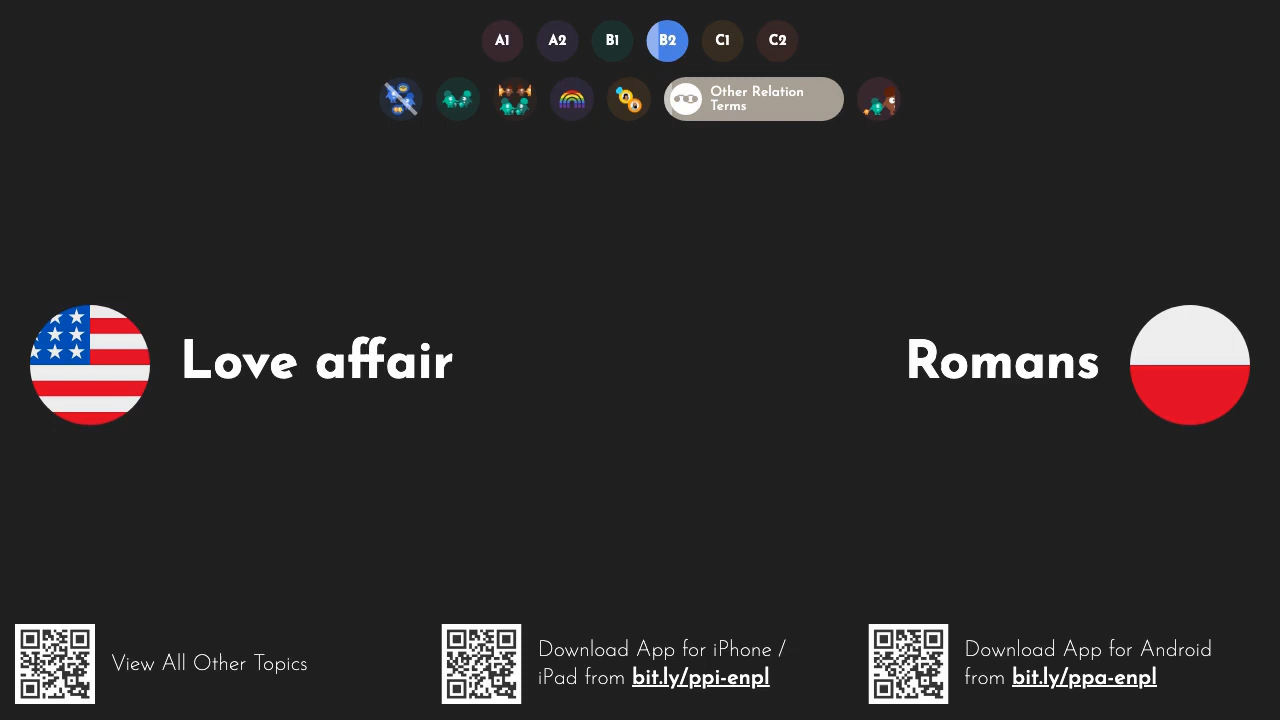 A1 A2 B1 B2 C1 C2
Other Relation
Terms
Love affair
Romans
View All Other Topics
Download App for iPhone /
iPad from bit.ly/ppi-enpl
Download App for Android
from bit.ly/ppa-enpl